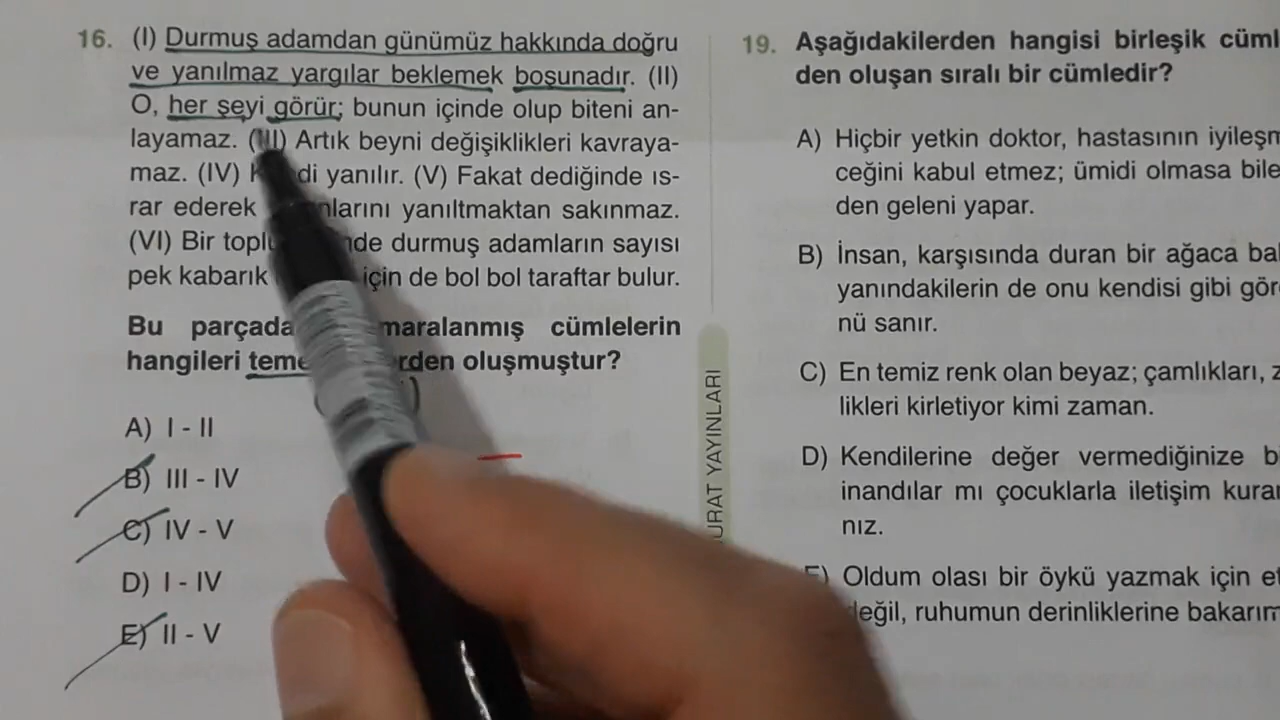 16. (I) Durmuş adamdan günümüz hakkında doğru
ve yanılmaz yargılar beklemek boşunadır. (II)
O, her şeyi görür; bunun içinde olup biteni an-
layamaz. (III) Artık beyni değişiklikleri kavraya-
maz. (IV) di yanılır. (V) Fakat dediğinde ıs-
rar ederek nlarını yanıltmaktan sakınmaz.
(VI) Bir toplu nde durmuş adamların sayısı
pek kabarık için de bol bol taraftar bulur.
Bu parçada maralanmış cümlelerin
hangileri teme rden oluşmuştur?
A) I - II
B) III - IV
C) IV - V
D) I - IV
E) II - V
URAT YAYINLARI
19. Aşağıdakilerden hangisi birleşik cüml
den oluşan sıralı bir cümledir?
A) Hiçbir yetkin doktor, hastasının iyileşm
ceğini kabul etmez; ümidi olmasa bile
den geleni yapar.
B) İnsan, karşısında duran bir ağaca ba
yanındakilerin de onu kendisi gibi gör
nü sanır.
C) En temiz renk olan beyaz; çamlıkları, z
likleri kirletiyor kimi zaman.
D) Kendilerine değer vermediğinize b
inandılar mı çocuklarla iletişim kura
nız.
E) Oldum olası bir öykü yazmak için et
değil, ruhumun derinliklerine bakarım